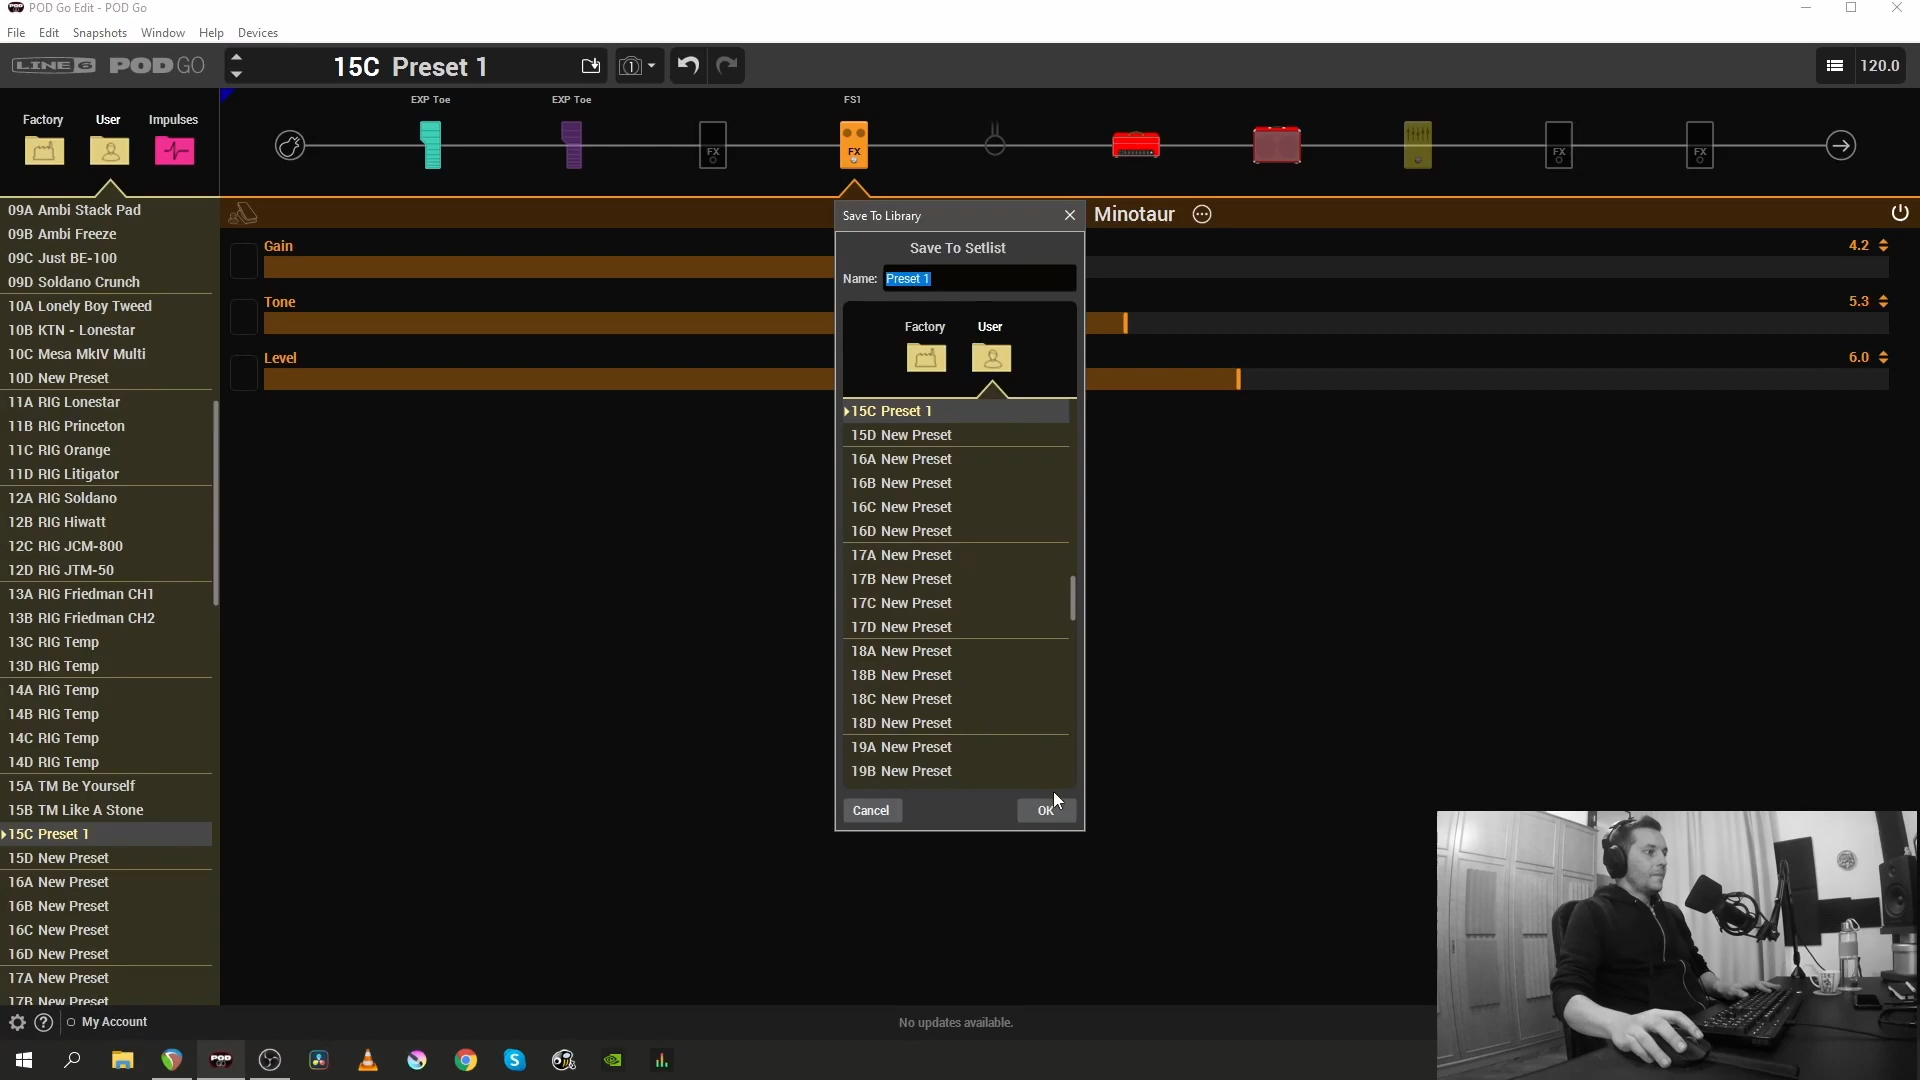 POD Go Edit - POD Go
File Edit Snapshots Window Help Devices
LINE 6 POD GO
15C Preset 1
120.0
Factory User Impulses
EXP Toe EXP Toe FS1
FX FX FX FX
09A Ambi Stack Pad
09B Ambi Freeze
09C Just BE-100
09D Soldano Crunch
10A Lonely Boy Tweed
10B KTN - Lonestar
10C Mesa MkIV Multi
10D New Preset
11A RIG Lonestar
11B RIG Princeton
11C RIG Orange
11D RIG Litigator
12A RIG Soldano
12B RIG Hiwatt
12C RIG JCM-800
12D RIG JTM-50
13A RIG Friedman CH1
13B RIG Friedman CH2
13C RIG Temp
13D RIG Temp
14A RIG Temp
14B RIG Temp
14C RIG Temp
14D RIG Temp
15A TM Be Yourself
15B TM Like A Stone
15C Preset 1
15D New Preset
16A New Preset
16B New Preset
16C New Preset
16D New Preset
17A New Preset
17B New Preset
Minotaur
Gain 4.2
Tone 5.3
Level 6.0
Save To Library
Save To Setlist
Name: Preset 1
Factory User
15C Preset 1
15D New Preset
16A New Preset
16B New Preset
16C New Preset
16D New Preset
17A New Preset
17B New Preset
17C New Preset
17D New Preset
18A New Preset
18B New Preset
18C New Preset
18D New Preset
19A New Preset
19B New Preset
Cancel OK
My Account
No updates available.